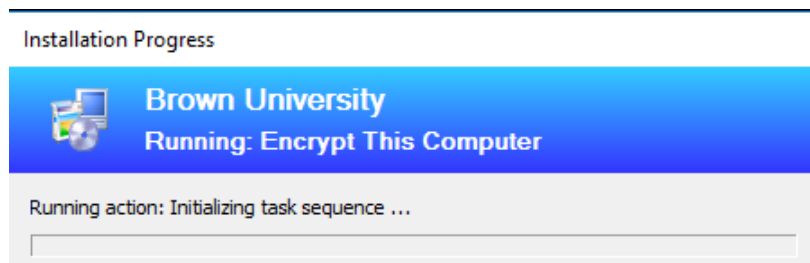 Installation Progress
Brown University
Running: Encrypt This Computer
Running action: Initializing task sequence ...